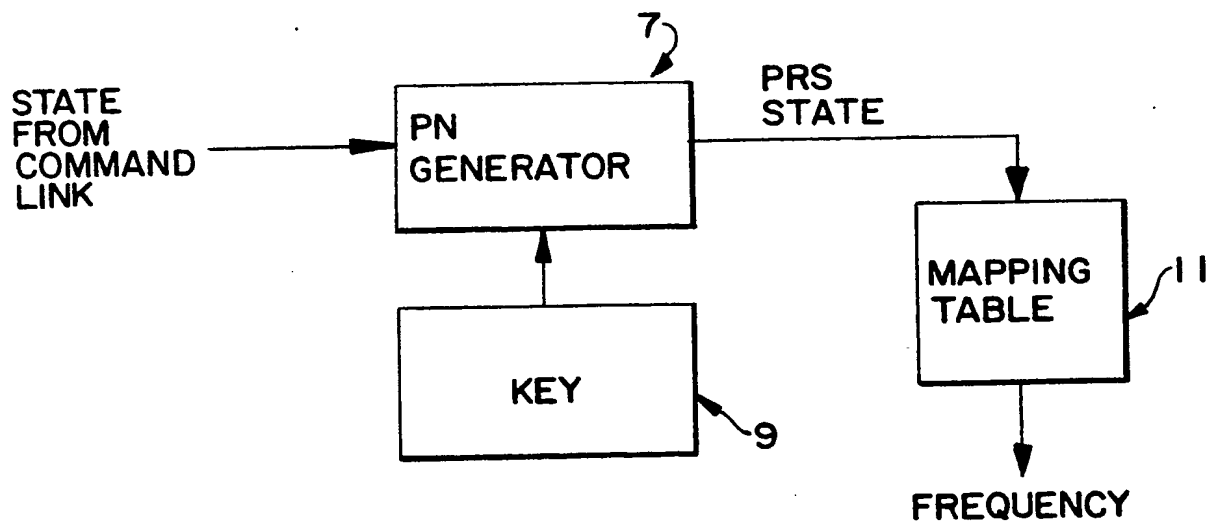 7
STATE
FROM
COMMAND
LINK
PN
GENERATOR
PRS
STATE
MAPPING
TABLE
11
KEY
9
FREQUENCY